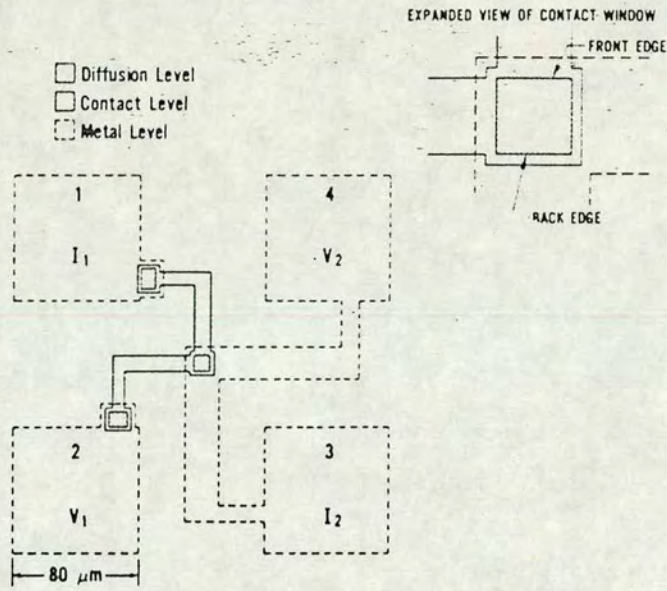 EXPANDED VIEW OF CONTACT WINDOW
FRONT EDGE
BACK EDGE
Diffusion Level
Contact Level
Metal Level
1
I₁
4
V₂
2
V₁
3
I₂
80 μm